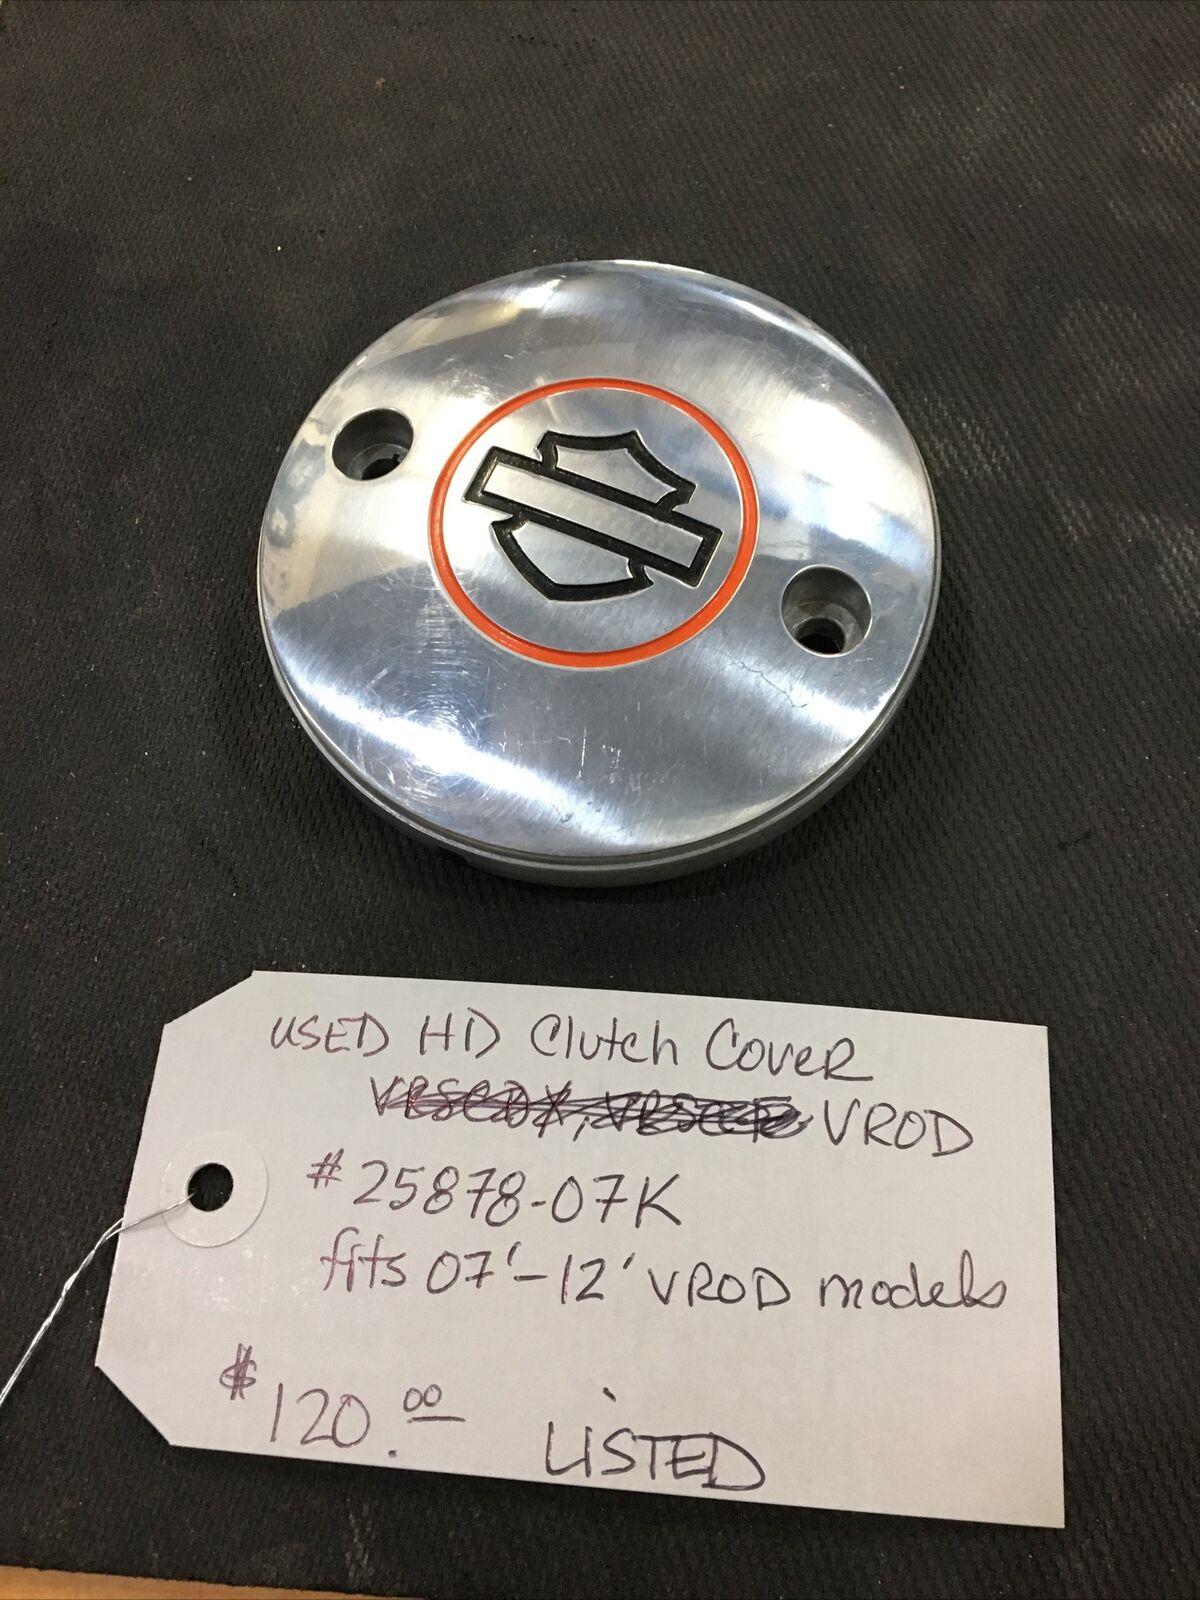 USED HD Clutch Cover
VROD
#25878-07K
fits 07'-12' VROD models
$120.00 LISTED